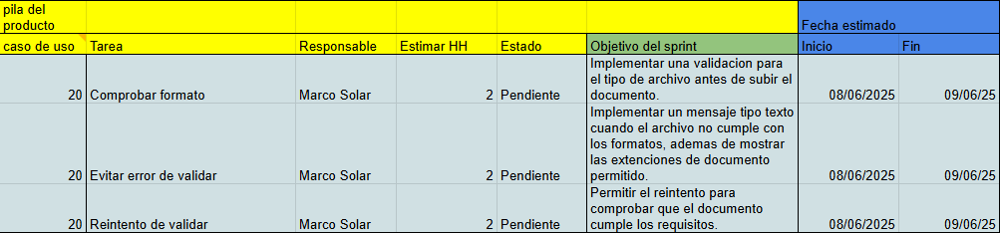 pila del
producto
Fecha estimado
caso de uso Tarea Responsable Estimar HH Estado Objetivo del sprint Inicio Fin
Implementar una validacion para
el tipo de archivo antes de subir el
20 Comprobar formato Marco Solar 2 Pendiente documento. 08/06/2025 09/06/25
Implementar un mensaje tipo texto
cuando el archivo no cumple con
los formatos, ademas de mostrar
las extenciones de documento
20 Evitar error de validar Marco Solar 2 Pendiente permitido. 08/06/2025 09/06/25
Permitir el reintento para
comprobar que el documento
20 Reintento de validar Marco Solar 2 Pendiente cumple los requisitos. 08/06/2025 09/06/25